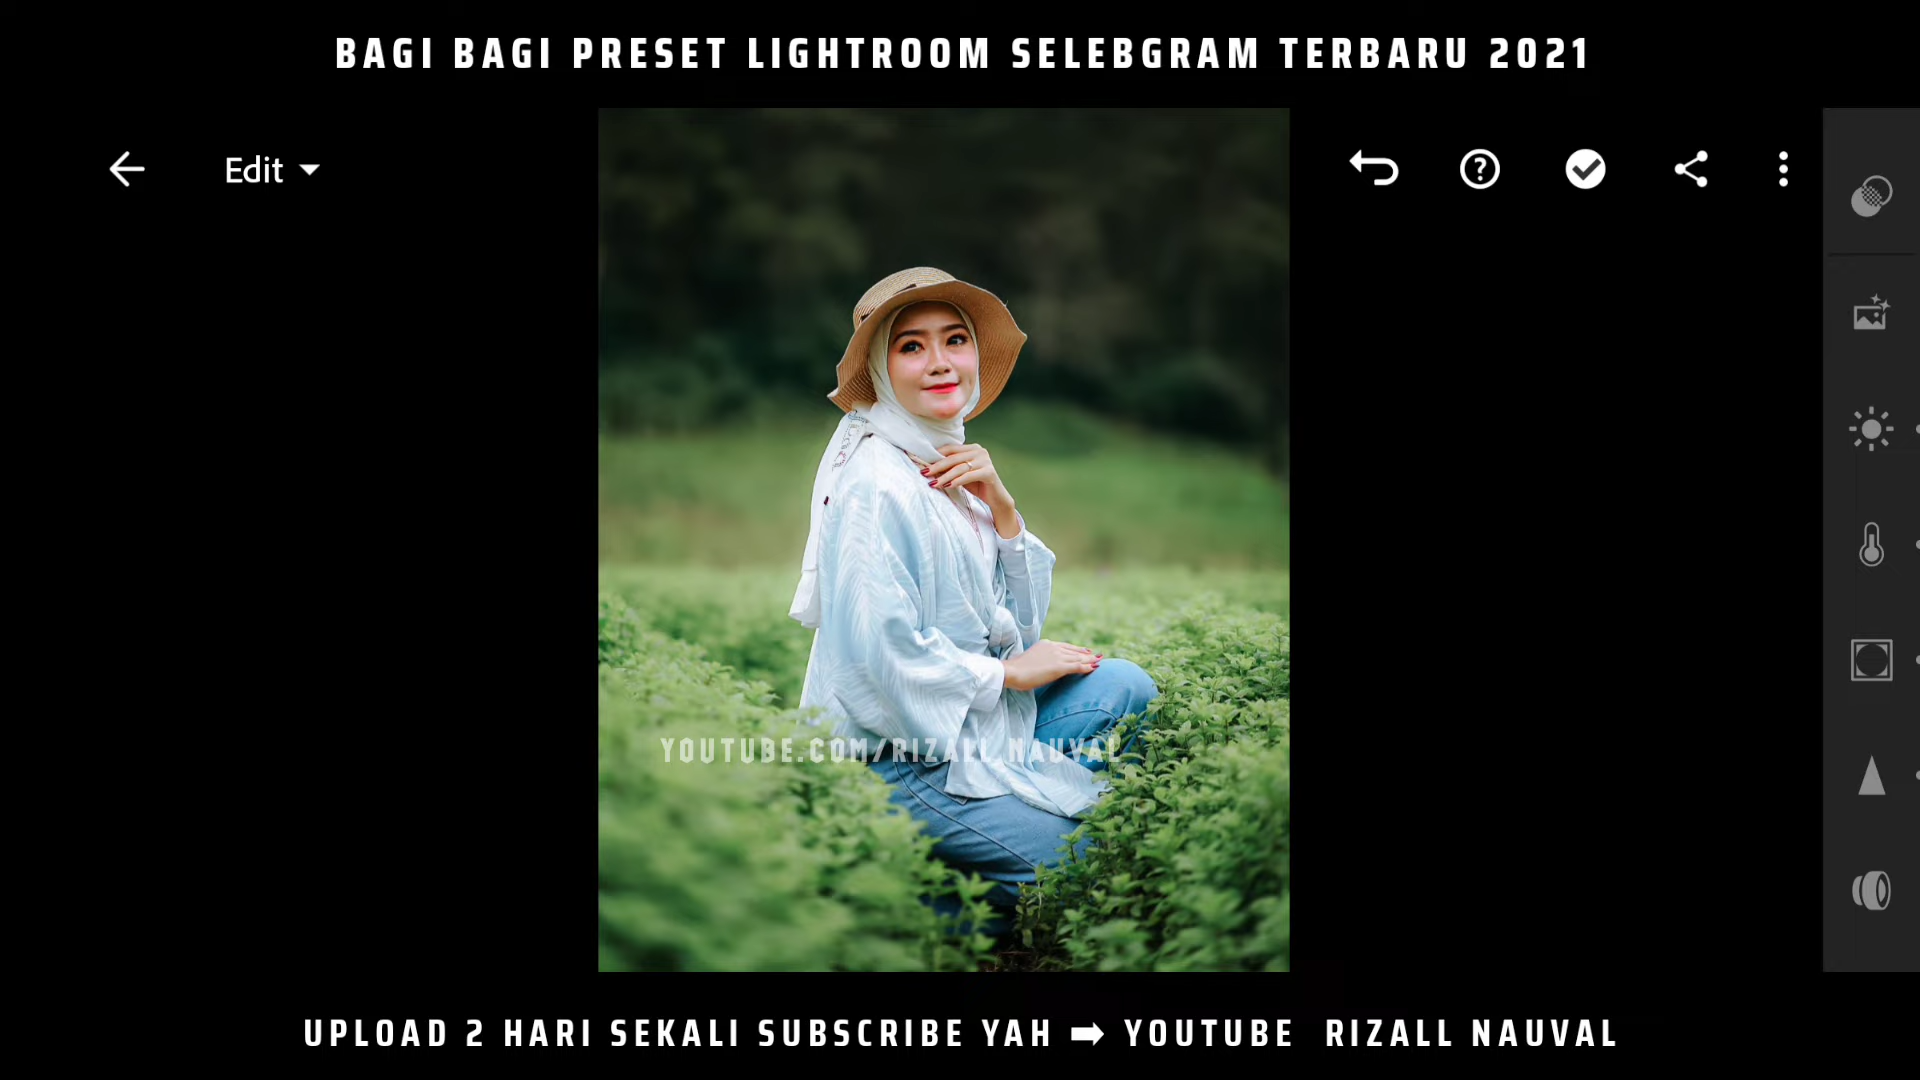 BAGI BAGI PRESET LIGHTROOM SELEBGRAM TERBARU 2021
Edit
YOUTUBE.COM/RIZALL NAUVAL
UPLOAD 2 HARI SEKALI SUBSCRIBE YAH ➡ YOUTUBE RIZALL NAUVAL